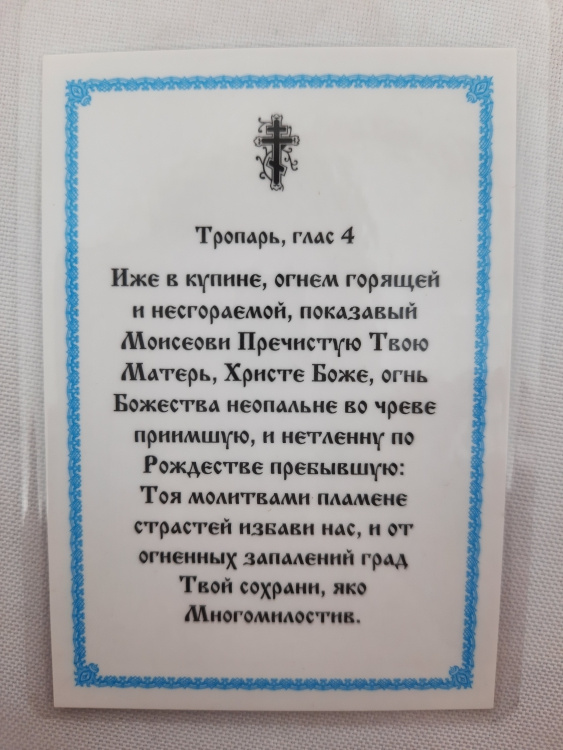 Тропарь, глас 4
Иже в купине, огнем горящей
и несгораемой, показавый
Моисеови Пречистую Твою
Матерь, Христе Боже, огнь
Божества неопальне во чреве
приимшую, и нетленну по
Рождестве пребывшую:
Тоя молитвами пламене
страстей избави нас, и от
огненных запалений град
Твой сохрани, яко
Многомилостив.